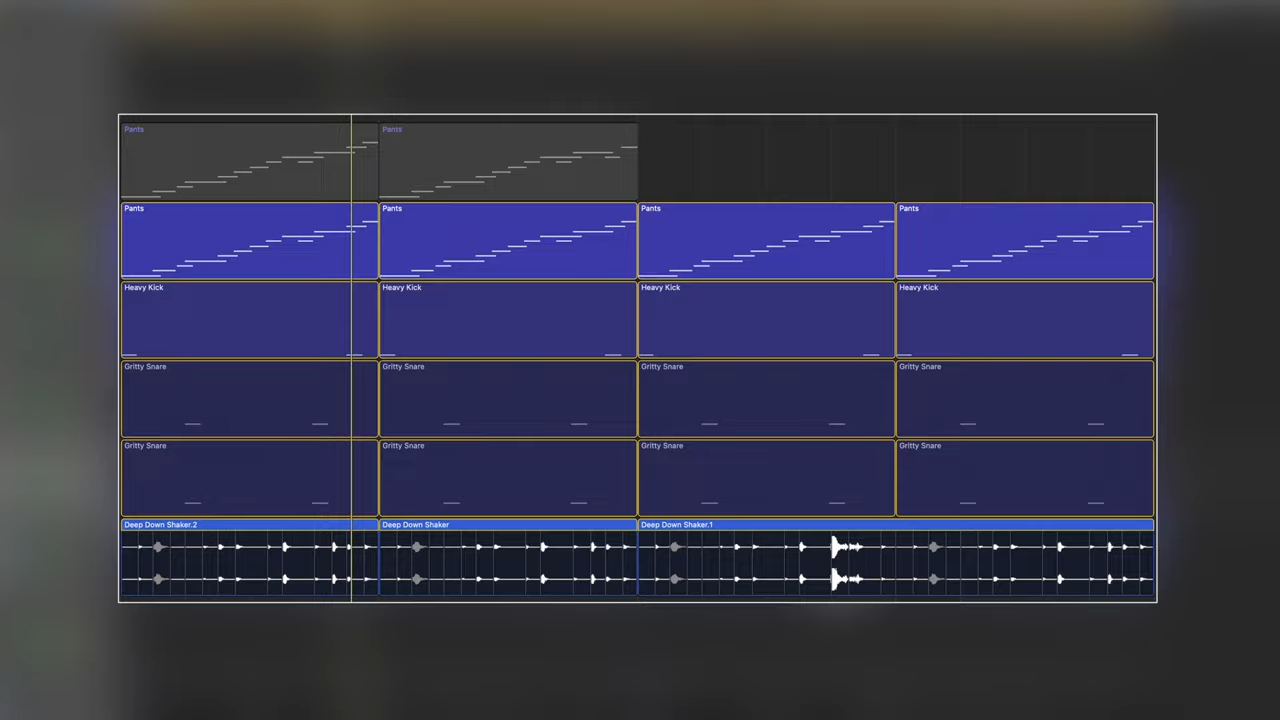 Pants Pants
Pants Pants Pants Pants
Heavy Kick Heavy Kick Heavy Kick Heavy Kick
Gritty Snare Gritty Snare Gritty Snare Gritty Snare
Gritty Snare Gritty Snare Gritty Snare Gritty Snare
Deep Down Shaker.2 Deep Down Shaker Deep Down Shaker.1